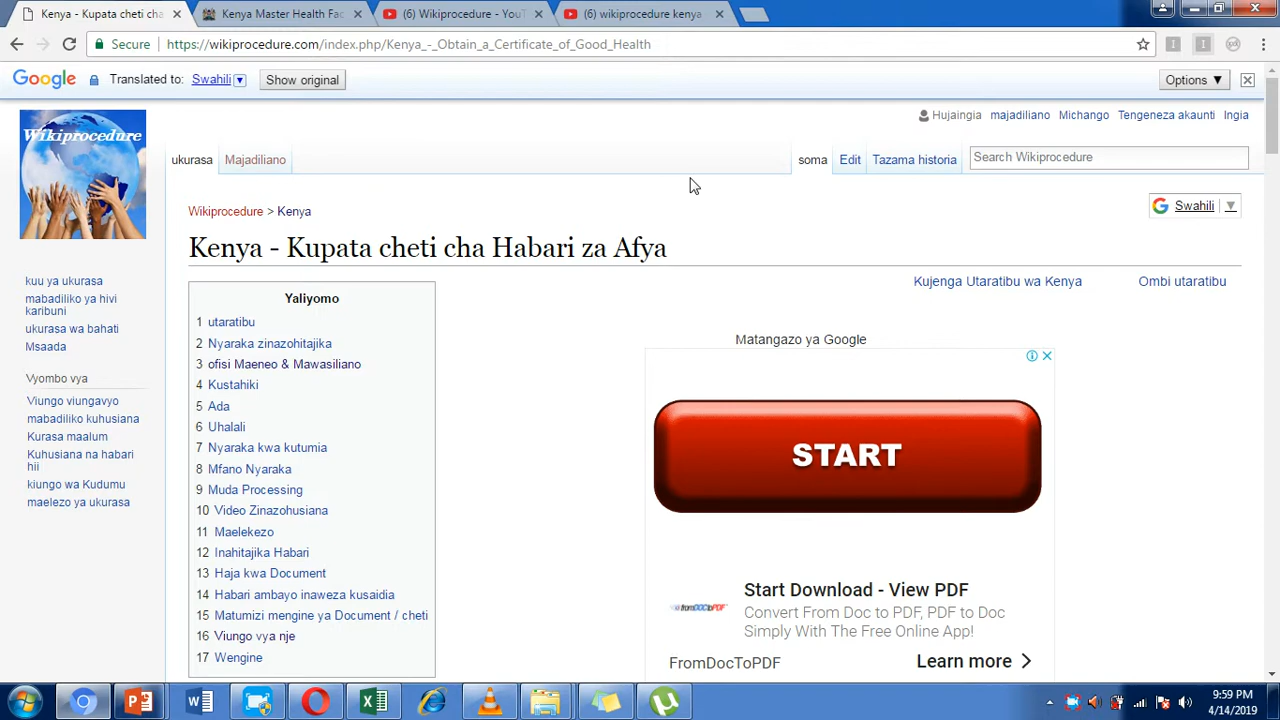 Kenya - Kupata cheti cha
Kenya Master Health Fac
(6) Wikiprocedure - YouT
(6) wikiprocedure kenya
Secure
https://wikiprocedure.com/index.php/Kenya_-_Obtain_a_Certificate_of_Good_Health
Google Translated to: Swahili Show original Options ▼
Wikiprocedure
Hujaingia majadiliano Michango Tengeneza akaunti Ingia
ukurasa Majadiliano soma Edit Tazama historia Search Wikiprocedure
Wikiprocedure > Kenya
G Swahili ▼
Kenya - Kupata cheti cha Habari za Afya
Kujenga Utaratibu wa Kenya Ombi utaratibu
kuu ya ukurasa
mabadiliko ya hivi
karibuni
ukurasa wa bahati
Msaada
Vyombo vya
Viungo viungavyo
mabadiliko kuhusiana
Kurasa maalum
Kuhusiana na habari
hii
kiungo wa Kudumu
maelezo ya ukurasa
Yaliyomo
1 utaratibu
2 Nyaraka zinazohitajika
3 ofisi Maeneo & Mawasiliano
4 Kustahiki
5 Ada
6 Uhalali
7 Nyaraka kwa kutumia
8 Mfano Nyaraka
9 Muda Processing
10 Video Zinazohusiana
11 Maelekezo
12 Inahitajika Habari
13 Haja kwa Document
14 Habari ambayo inaweza kusaidia
15 Matumizi mengine ya Document / cheti
16 Viungo vya nje
17 Wengine
Matangazo ya Google
START
Start Download - View PDF
Convert From Doc to PDF, PDF to Doc
Simply With The Free Online App!
fromDOCtoPDF
FromDocToPDF
Learn more
9:59 PM
4/14/2019